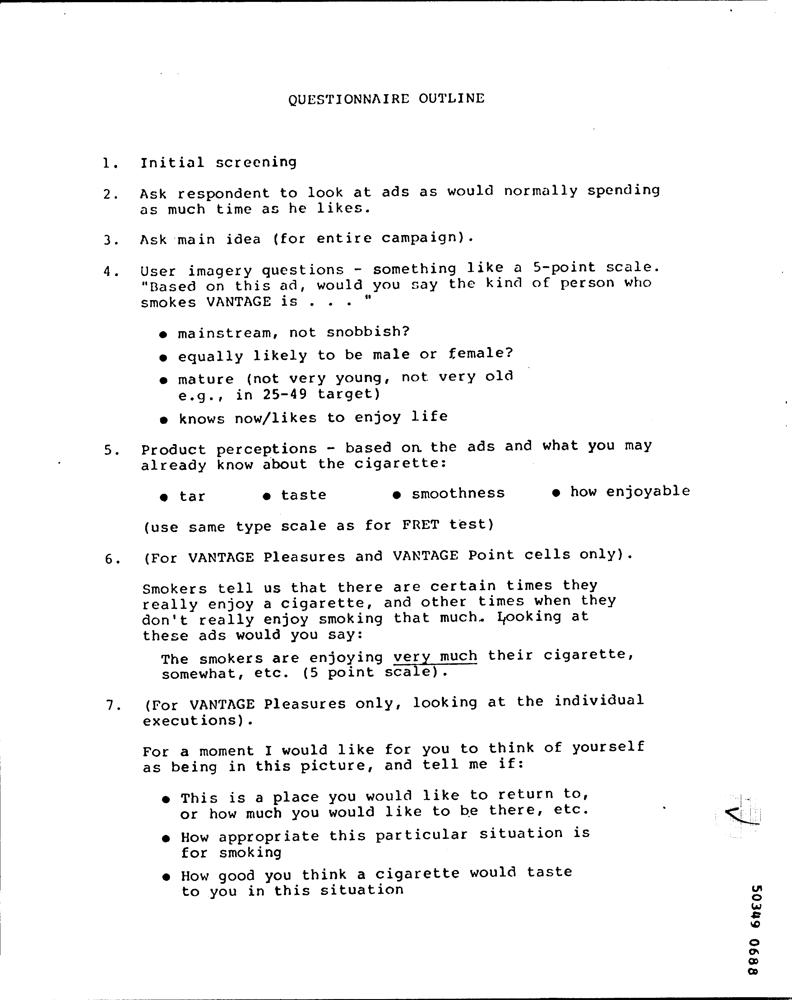 QUESTIONNAIRE OUTLINE
1. Initial screening
2. Ask respondent to look at ads as would normally spending
as much time as he likes.
3. Ask main idea (for entire campaign).
4. User imagery questions - something like a 5-point scale.
"Based on this ad, would you say the kind of person who
smokes VANTAGE is . . . "
● mainstream, not snobbish?
● equally likely to be male or female?
● mature (not very young, not very old
e.g., in 25-49 target)
● knows now/likes to enjoy life
5. Product perceptions - based on the ads and what you may
already know about the cigarette:
● tar ● taste ● smoothness ● how enjoyable
(use same type scale as for FRET test)
6. (For VANTAGE Pleasures and VANTAGE Point cells only).
Smokers tell us that there are certain times they
really enjoy a cigarette, and other times when they
don't really enjoy smoking that much. Looking at
these ads would you say:
The smokers are enjoying very much their cigarette,
somewhat, etc. (5 point scale).
7. (For VANTAGE Pleasures only, looking at the individual
executions).
For a moment I would like for you to think of yourself
as being in this picture, and tell me if:
● This is a place you would like to return to,
or how much you would like to be there, etc.
● How appropriate this particular situation is
for smoking
● How good you think a cigarette would taste
to you in this situation
50349 0688